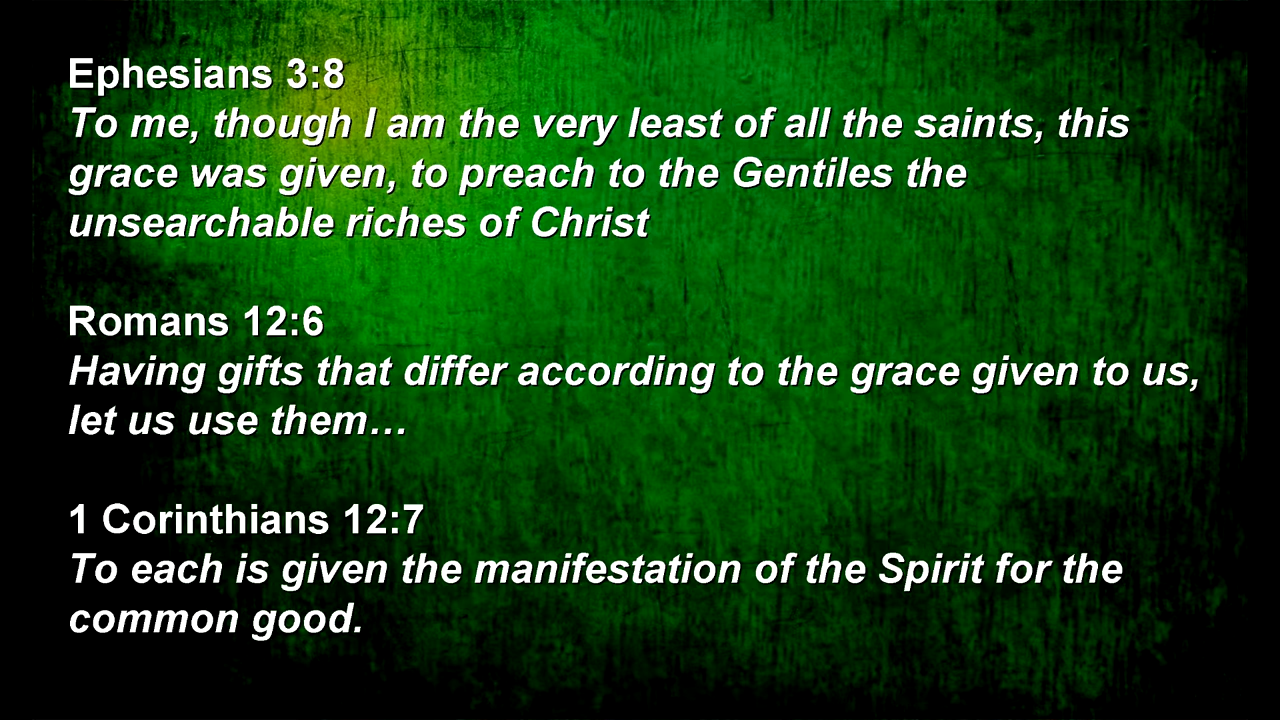 Ephesians 3:8
To me, though I am the very least of all the saints, this
grace was given, to preach to the Gentiles the
unsearchable riches of Christ
Romans 12:6
Having gifts that differ according to the grace given to us,
let us use them…
1 Corinthians 12:7
To each is given the manifestation of the Spirit for the
common good.